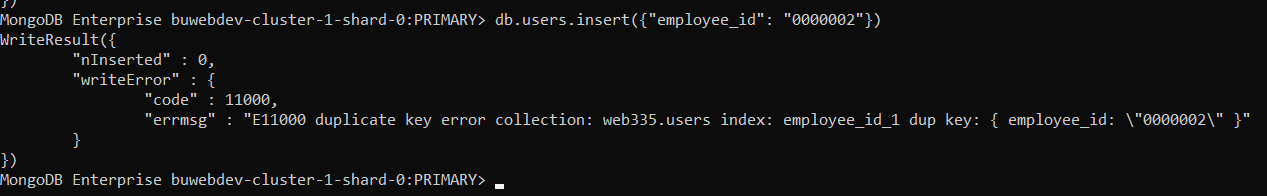 })
MongoDB Enterprise buwebdev-cluster-1-shard-0:PRIMARY> db.users.insert({"employee_id": "0000002"})
WriteResult({
        "nInserted" : 0,
        "writeError" : {
                "code" : 11000,
                "errmsg" : "E11000 duplicate key error collection: web335.users index: employee_id_1 dup key: { employee_id: \"0000002\" }"
        }
})
MongoDB Enterprise buwebdev-cluster-1-shard-0:PRIMARY>